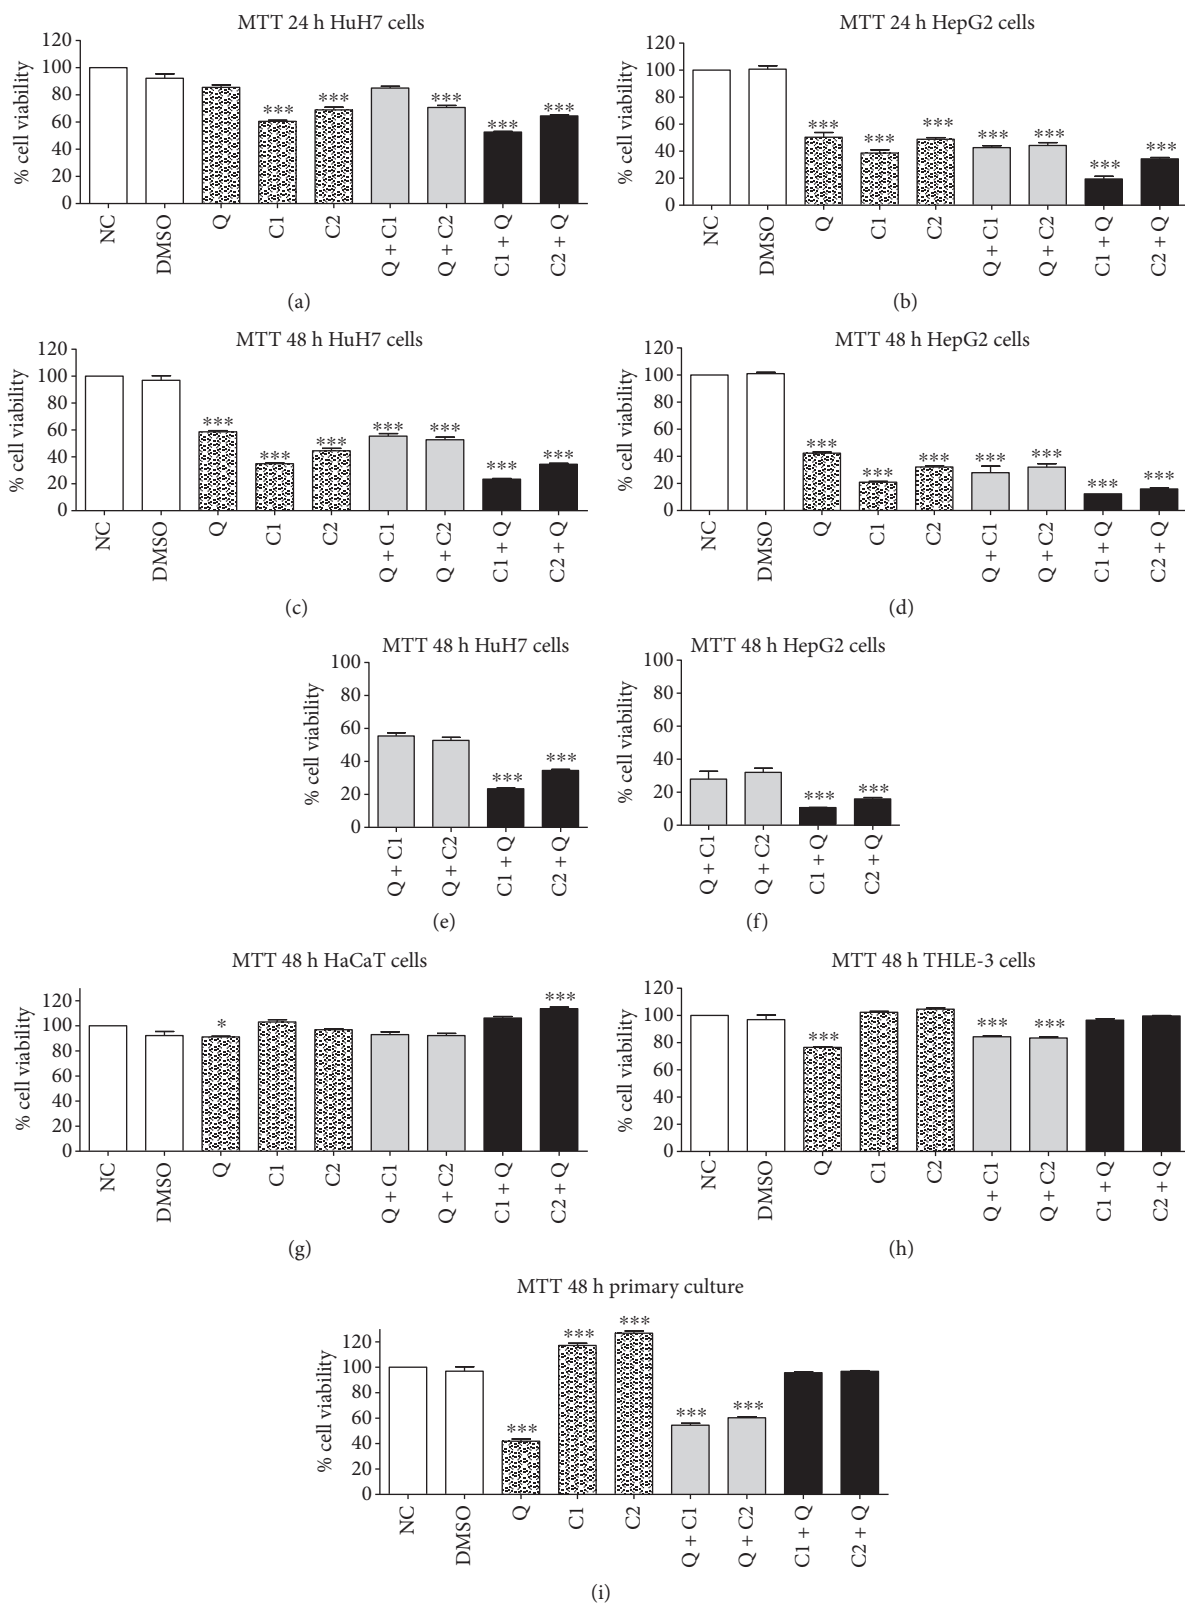 MTT 24 h HuH7 cells
% cell viability
120
100
80
60
40
20
0
*** *** *** *** ***
NC DMSO Q C1 C2 Q + C1 Q + C2 C1 + Q C2 + Q
(a)
MTT 24 h HepG2 cells
% cell viability
120
100
80
60
40
20
0
*** *** *** *** *** *** ***
NC DMSO Q C1 C2 Q + C1 Q + C2 C1 + Q C2 + Q
(b)
MTT 48 h HuH7 cells
% cell viability
120
100
80
60
40
20
0
*** *** *** *** *** *** ***
NC DMSO Q C1 C2 Q + C1 Q + C2 C1 + Q C2 + Q
(c)
MTT 48 h HepG2 cells
% cell viability
120
100
80
60
40
20
0
*** *** *** *** *** *** ***
NC DMSO Q C1 C2 Q + C1 Q + C2 C1 + Q C2 + Q
(d)
MTT 48 h HuH7 cells
% cell viability
100
80
60
40
20
0
*** ***
Q + C1 Q + C2 C1 + Q C2 + Q
(e)
MTT 48 h HepG2 cells
% cell viability
100
80
60
40
20
0
*** ***
Q + C1 Q + C2 C1 + Q C2 + Q
(f)
MTT 48 h HaCaT cells
% cell viability
120
100
80
60
40
20
0
* ***
NC DMSO Q C1 C2 Q + C1 Q + C2 C1 + Q C2 + Q
(g)
MTT 48 h THLE-3 cells
% cell viability
120
100
80
60
40
20
0
*** *** ***
NC DMSO Q C1 C2 Q + C1 Q + C2 C1 + Q C2 + Q
(h)
MTT 48 h primary culture
% cell viability
120
100
80
60
40
20
0
*** *** *** *** ***
NC DMSO Q C1 C2 Q + C1 Q + C2 C1 + Q C2 + Q
(i)